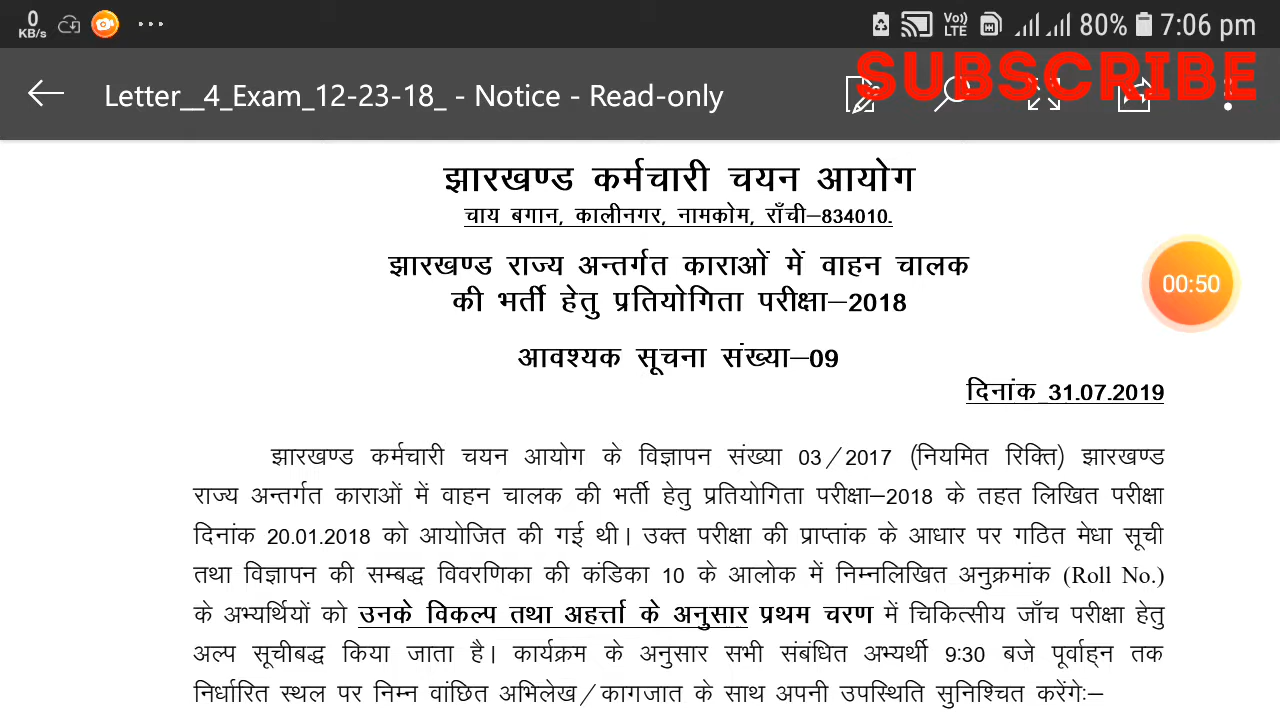 0
KB/s
Vo))
LTE
80%
7:06 pm
Letter__4_Exam_12-23-18_ - Notice - Read-only
SUBSCRIBE
झारखण्ड कर्मचारी चयन आयोग
चाय बगान, कालीनगर, नामकोम, राँची–834010.
झारखण्ड राज्य अन्तर्गत काराओं में वाहन चालक
की भर्ती हेतु प्रतियोगिता परीक्षा–2018
00:50
आवश्यक सूचना संख्या–09
दिनांक 31.07.2019
झारखण्ड कर्मचारी चयन आयोग के विज्ञापन संख्या 03/2017 (नियमित रिक्ति) झारखण्ड
राज्य अन्तर्गत काराओं में वाहन चालक की भर्ती हेतु प्रतियोगिता परीक्षा–2018 के तहत लिखित परीक्षा
दिनांक 20.01.2018 को आयोजित की गई थी। उक्त परीक्षा की प्राप्तांक के आधार पर गठित मेधा सूची
तथा विज्ञापन की सम्बद्ध विवरणिका की कंडिका 10 के आलोक में निम्नलिखित अनुक्रमांक (Roll No.)
के अभ्यर्थियों को उनके विकल्प तथा अहर्त्ता के अनुसार प्रथम चरण में चिकित्सीय जाँच परीक्षा हेतु
अल्प सूचीबद्ध किया जाता है। कार्यक्रम के अनुसार सभी संबंधित अभ्यर्थी 9:30 बजे पूर्वाह्न तक
निर्धारित स्थल पर निम्न वांछित अभिलेख/कागजात के साथ अपनी उपस्थिति सुनिश्चित करेंगेः–